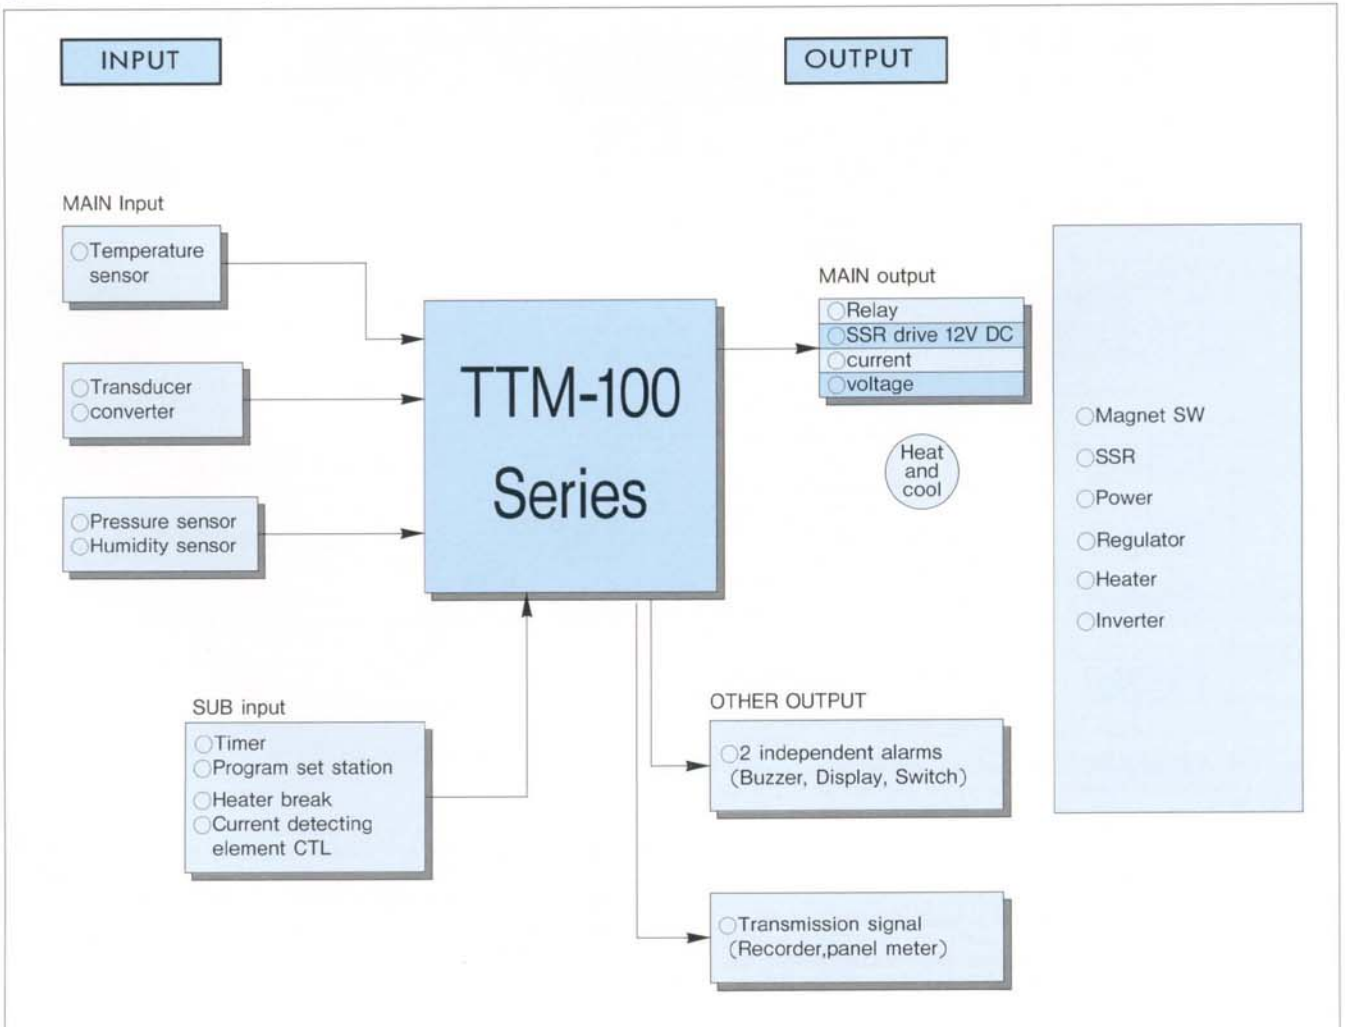 INPUT
OUTPUT
MAIN Input
○Temperature
sensor
○Transducer
○converter
○Pressure sensor
○Humidity sensor
TTM-100
Series
MAIN output
○Relay
○SSR drive 12V DC
○current
○voltage
Heat
and
cool
○Magnet SW
○SSR
○Power
○Regulator
○Heater
○Inverter
SUB input
○Timer
○Program set station
○Heater break
○Current detecting
element CTL
OTHER OUTPUT
○2 independent alarms
(Buzzer, Display, Switch)
○Transmission signal
(Recorder,panel meter)